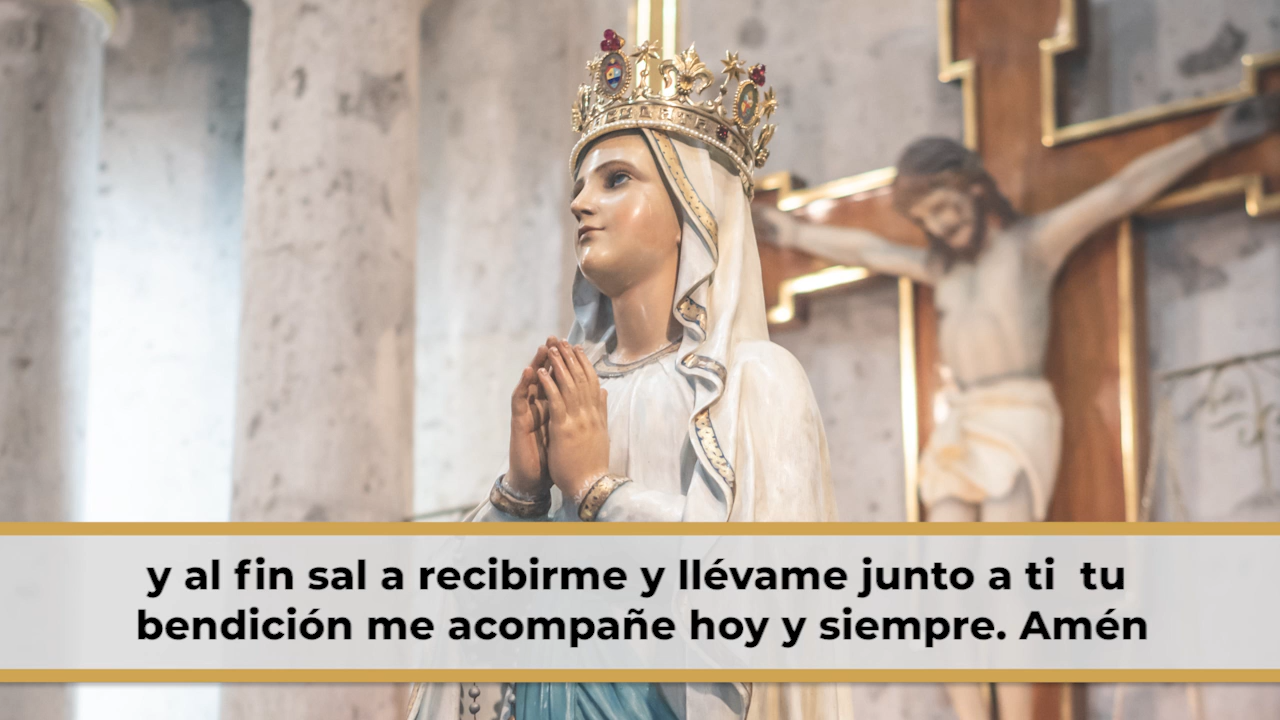 y al fin sal a recibirme y llévame junto a ti  tu
bendición me acompañe hoy y siempre. Amén